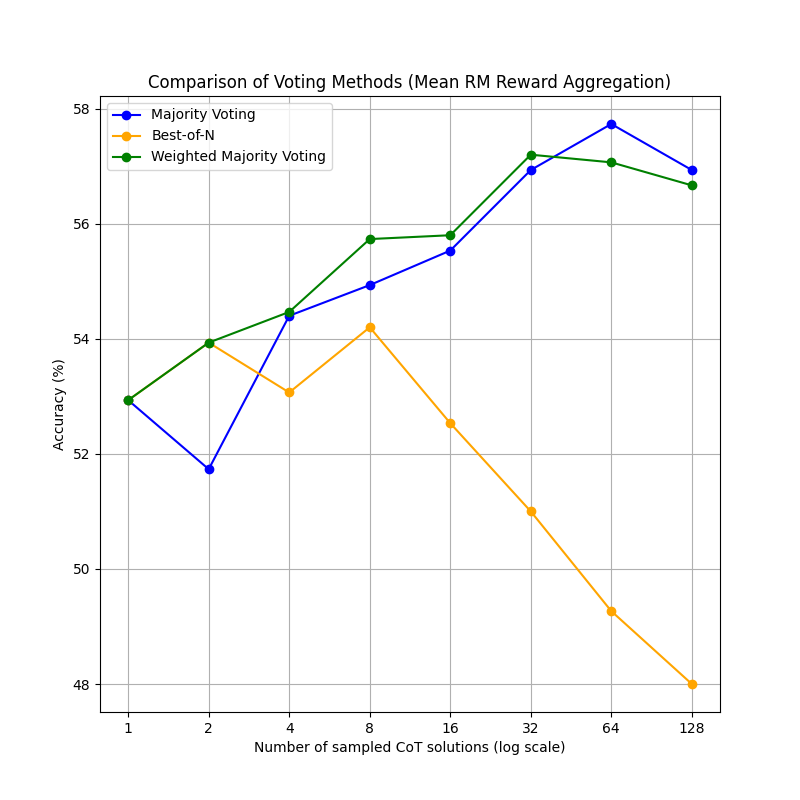 Comparison of Voting Methods (Mean RM Reward Aggregation)
Majority Voting
Best-of-N
Weighted Majority Voting
58
56
54
52
50
48
Accuracy (%)
1 2 4 8 16 32 64 128
Number of sampled CoT solutions (log scale)